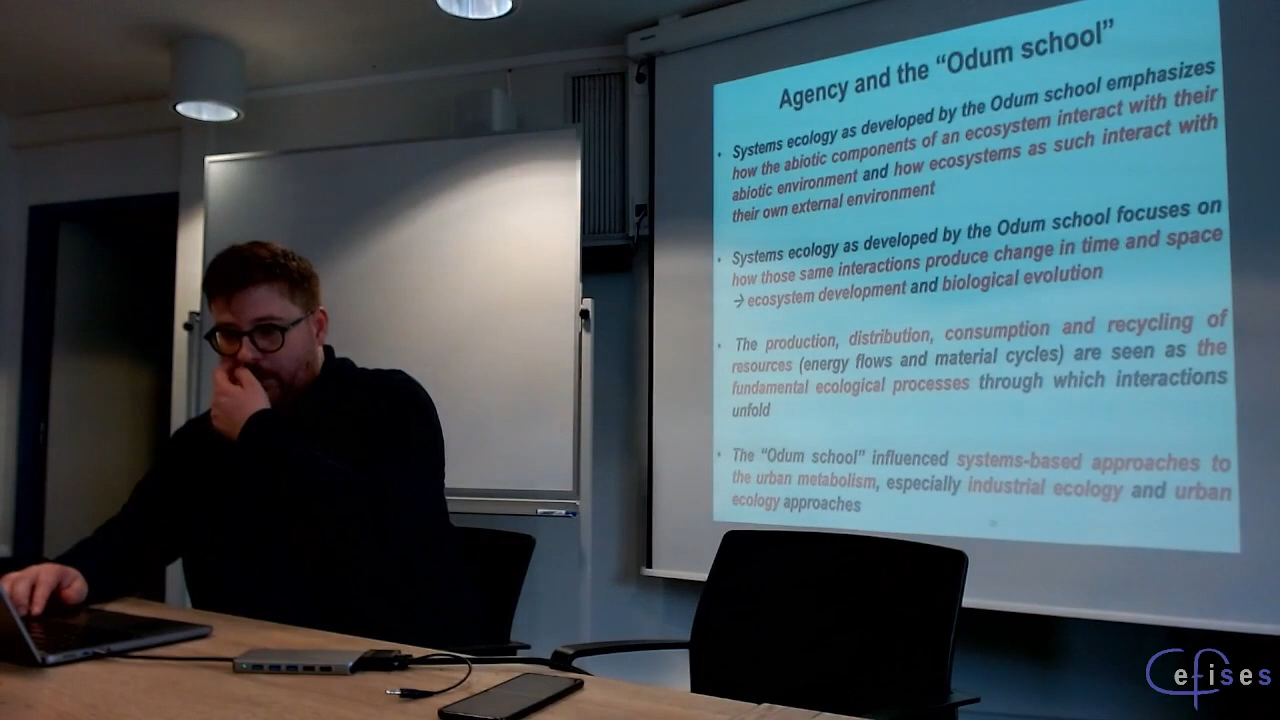 Agency and the “Odum school”
• Systems ecology as developed by the Odum school emphasizes
how the abiotic components of an ecosystem interact with their
abiotic environment and how ecosystems as such interact with
their own external environment
• Systems ecology as developed by the Odum school focuses on
how those same interactions produce change in time and space
→ ecosystem development and biological evolution
• The production, distribution, consumption and recycling of
resources (energy flows and material cycles) are seen as the
fundamental ecological processes through which interactions
unfold
• The “Odum school” influenced systems-based approaches to
the urban metabolism, especially industrial ecology and urban
ecology approaches
Cefises